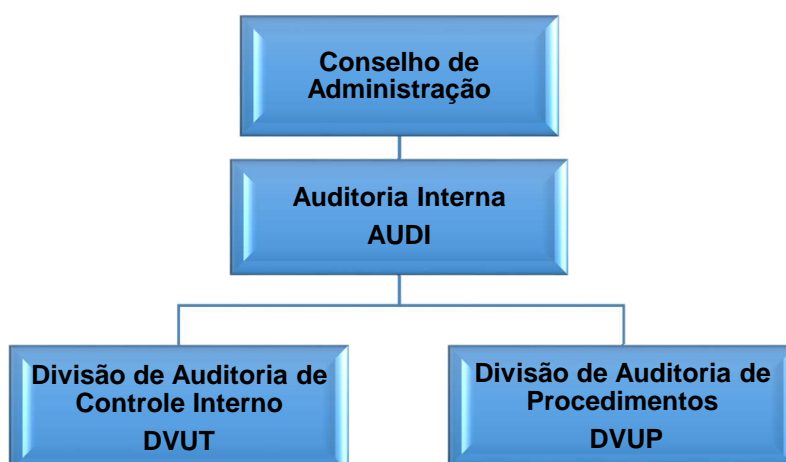 Conselho de
Administração
Auditoria Interna
AUDI
Divisão de Auditoria de
Controle Interno
DVUT
Divisão de Auditoria de
Procedimentos
DVUP